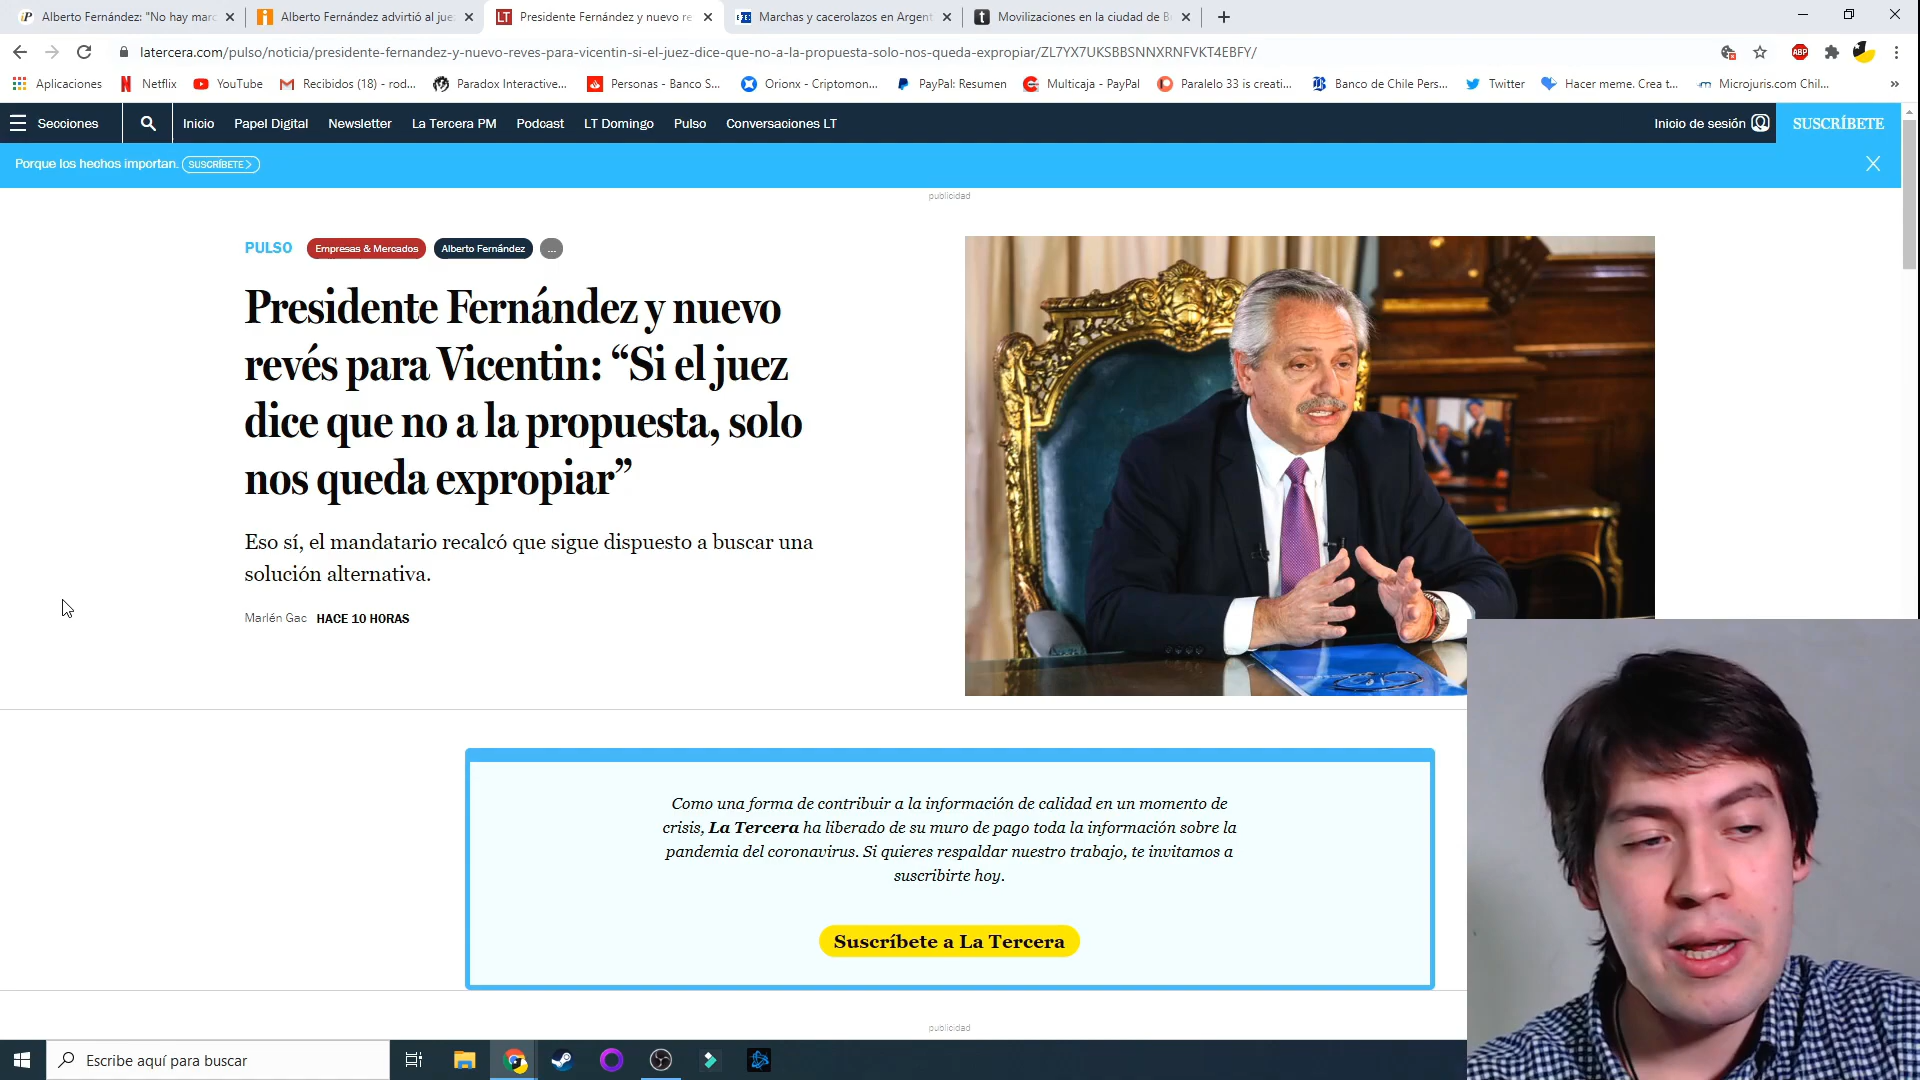 Alberto Fernández: "No hay marc
Alberto Fernández advirtió al jue
Presidente Fernández y nuevo re
Marchas y cacerolazos en Argent
Movilizaciones en la ciudad de B
latercera.com/pulso/noticia/presidente-fernandez-y-nuevo-reves-para-vicentin-si-el-juez-dice-que-no-a-la-propuesta-solo-nos-queda-expropiar/ZL7YX7UKSBBSNNXRNFVKT4EBFY/
ABP
Aplicaciones
Netflix
YouTube
Recibidos (18) - rod...
Paradox Interactive...
Personas - Banco S...
Orionx - Criptomon...
PayPal: Resumen
Multicaja - PayPal
Paralelo 33 is creati...
Banco de Chile Pers...
Twitter
Hacer meme. Crea t...
Microjuris.com Chil...
Secciones
Inicio
Papel Digital
Newsletter
La Tercera PM
Podcast
LT Domingo
Pulso
Conversaciones LT
Inicio de sesión
SUSCRÍBETE
Porque los hechos importan. SUSCRÍBETE >
publicidad
PULSO Empresas & Mercados Alberto Fernández ...
Presidente Fernández y nuevo
revés para Vicentin: “Si el juez
dice que no a la propuesta, solo
nos queda expropiar”
Eso sí, el mandatario recalcó que sigue dispuesto a buscar una
solución alternativa.
Marlén Gac HACE 10 HORAS
Como una forma de contribuir a la información de calidad en un momento de
crisis, La Tercera ha liberado de su muro de pago toda la información sobre la
pandemia del coronavirus. Si quieres respaldar nuestro trabajo, te invitamos a
suscribirte hoy.
Suscríbete a La Tercera
publicidad
Escribe aquí para buscar